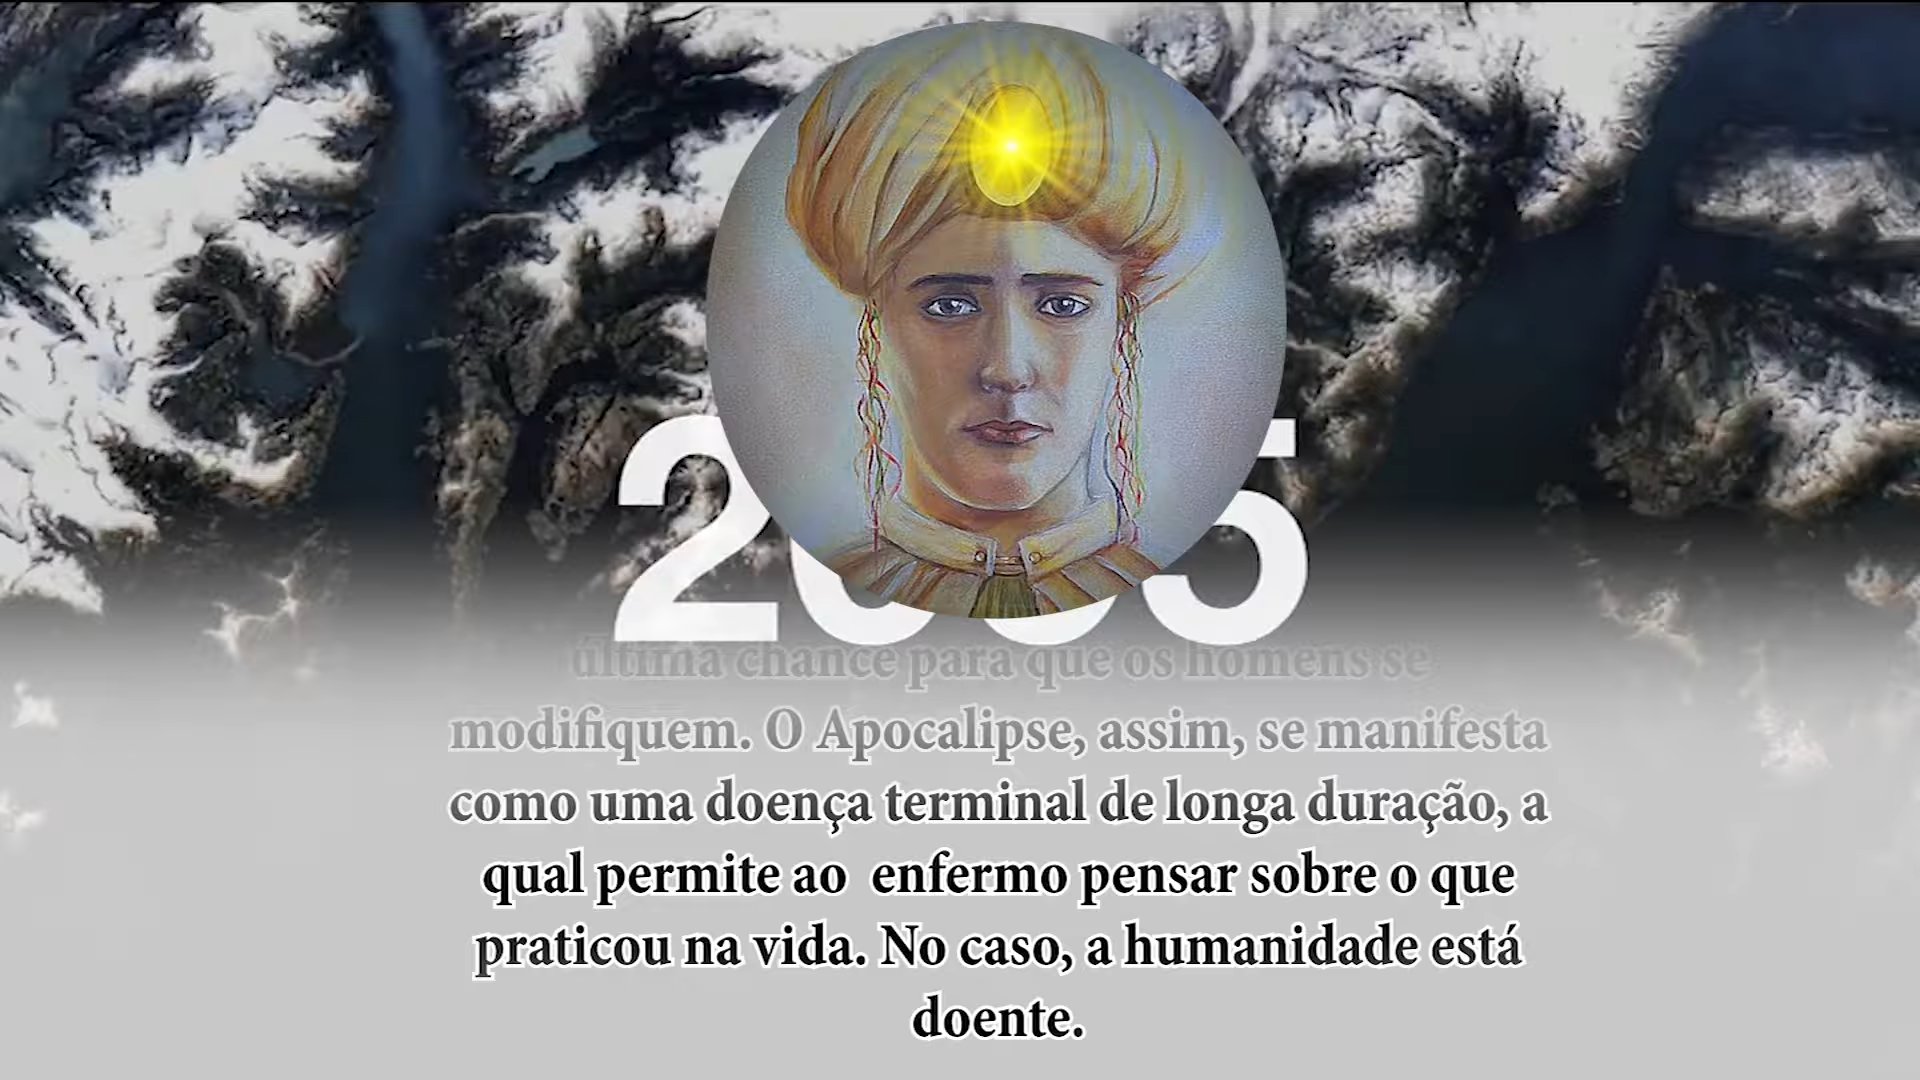 última chance para que os homens se
modifiquem. O Apocalipse, assim, se manifesta
como uma doença terminal de longa duração, a
qual permite ao enfermo pensar sobre o que
praticou na vida. No caso, a humanidade está
doente.